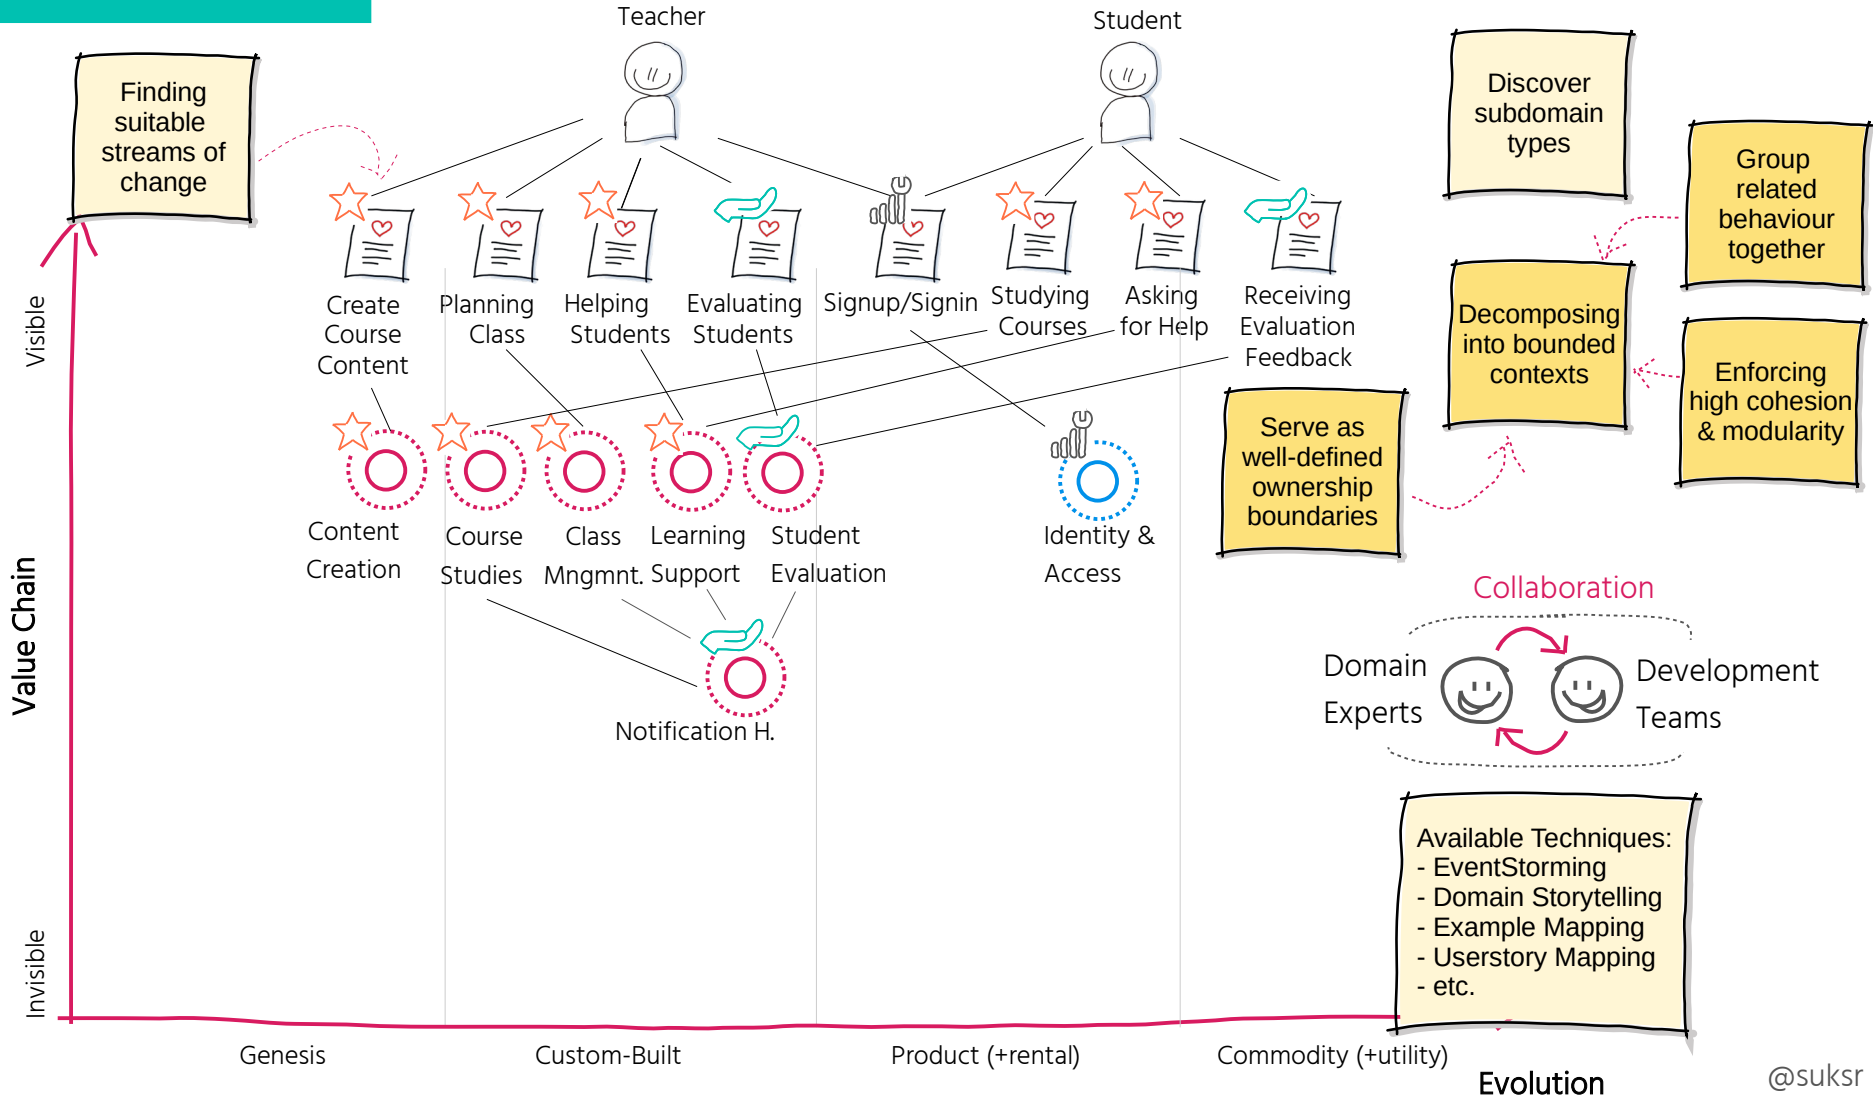 Teacher
Student
Finding
suitable
streams of
change
Discover
subdomain
types
Group
related
behaviour
together
Create
Course
Content
Planning
Class
Helping
Students
Evaluating
Students
Signup/Signin
Studying
Courses
Asking
for Help
Receiving
Evaluation
Feedback
Decomposing
into bounded
contexts
Enforcing
high cohesion
& modularity
Serve as
well-defined
ownership
boundaries
Content
Creation
Course
Studies
Class
Mngmnt.
Learning
Support
Student
Evaluation
Identity &
Access
Notification H.
Collaboration
Domain
Experts
Development
Teams
Available Techniques:
- EventStorming
- Domain Storytelling
- Example Mapping
- Userstory Mapping
- etc.
Visible
Value Chain
Invisible
Genesis
Custom-Built
Product (+rental)
Commodity (+utility)
Evolution
@suksr